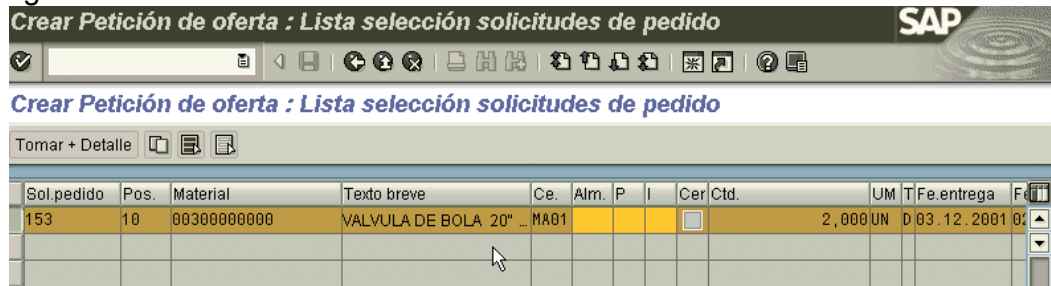 Crear Petición de oferta : Lista selección solicitudes de pedido SAP
Crear Petición de oferta : Lista selección solicitudes de pedido
Tomar + Detalle
Sol.pedido Pos. Material Texto breve Ce. Alm. P I Cer Ctd. UM T Fe.entrega
153 10 00300000000 VALVULA DE BOLA 20" ... MA01 2,000 UN D 03.12.2001